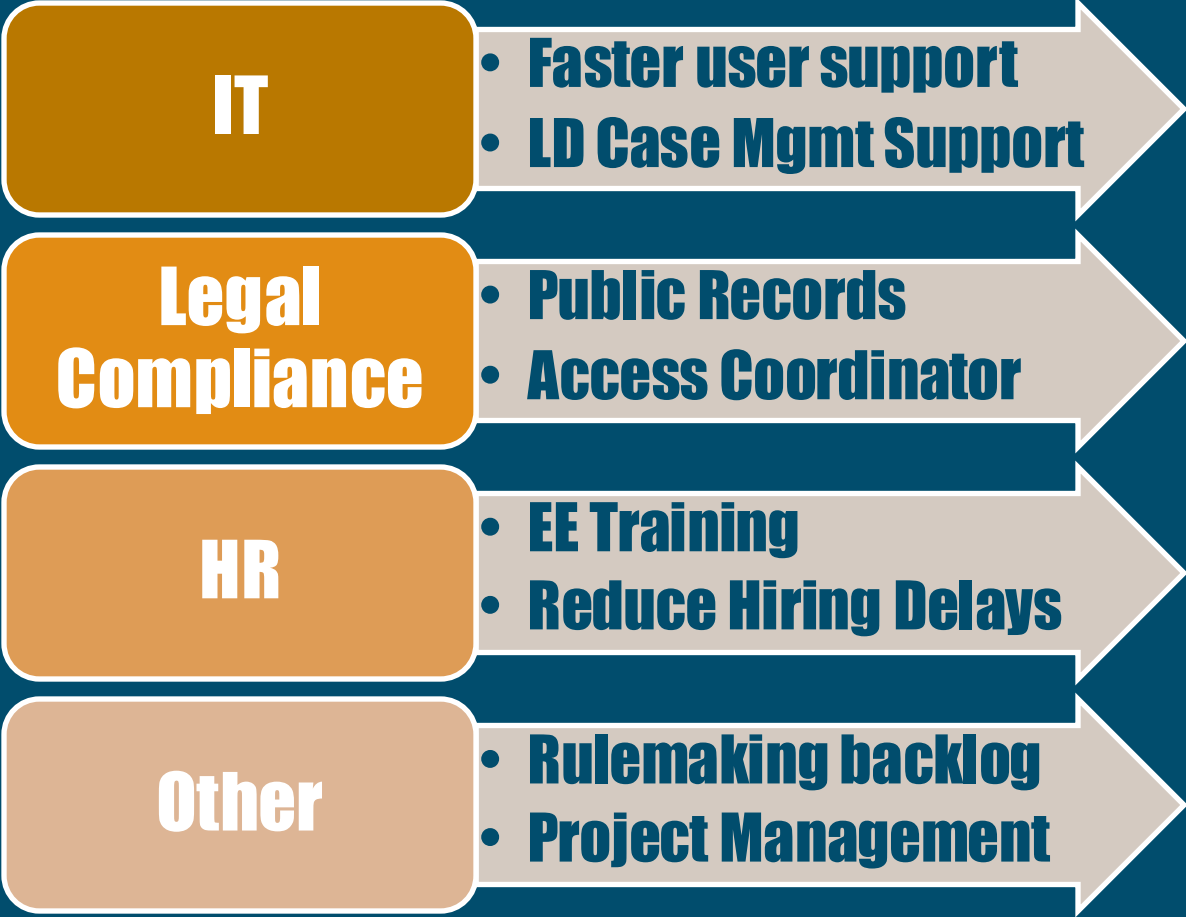 IT
• Faster user support
• LD Case Mgmt Support
Legal
Compliance
• Public Records
• Access Coordinator
HR
• EE Training
• Reduce Hiring Delays
Other
• Rulemaking backlog
• Project Management